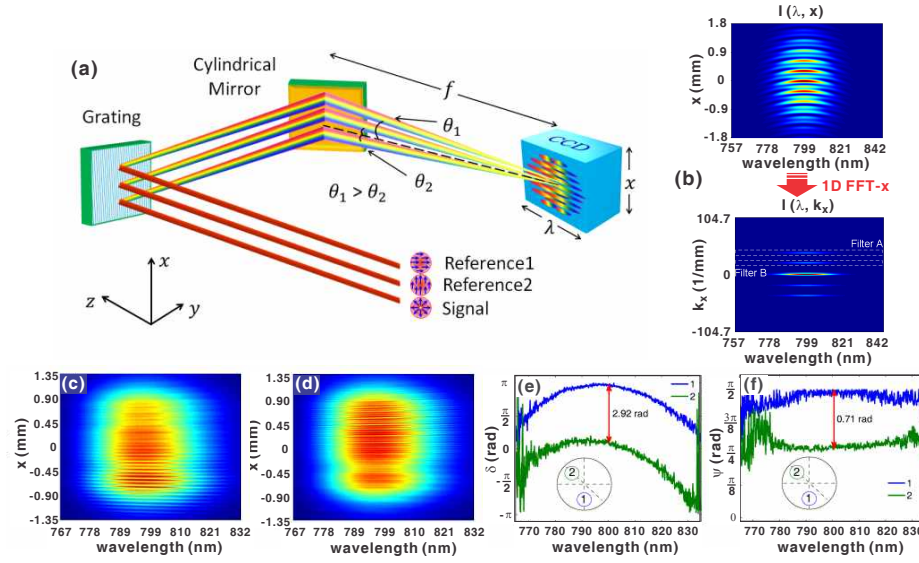 (a)
Cylindrical
Mirror
Grating
f
θ1
θ2
θ1 > θ2
CCD
x
λ
Reference1
Reference2
Signal
x
z
y
I (λ, x)
1.8
0.9
0
-0.9
-1.8
x (mm)
757 778 799 821 842
wavelength (nm)
(b)
1D FFT-x
I (λ, kx)
104.7
0
-104.7
kx (1/mm)
Filter A
Filter B
757 778 799 821 842
wavelength (nm)
(c)
1.35
0.90
0.45
0
-0.45
-0.90
-1.35
x (mm)
767 778 789 799 810 821 832
wavelength (nm)
(d)
1.35
0.90
0.45
0
-0.45
-0.90
-1.35
767 778 789 799 810 821 832
wavelength (nm)
(e)
π
π/2
0
-π/2
-π
δ (rad)
1
2
2.92 rad
2
1
770 780 790 800 810 820 830
wavelength (nm)
(f)
π/2
3π/8
π/4
π/8
0
ψ (rad)
0.71 rad
1
2
2
1
770 780 790 800 810 820 830
wavelength (nm)